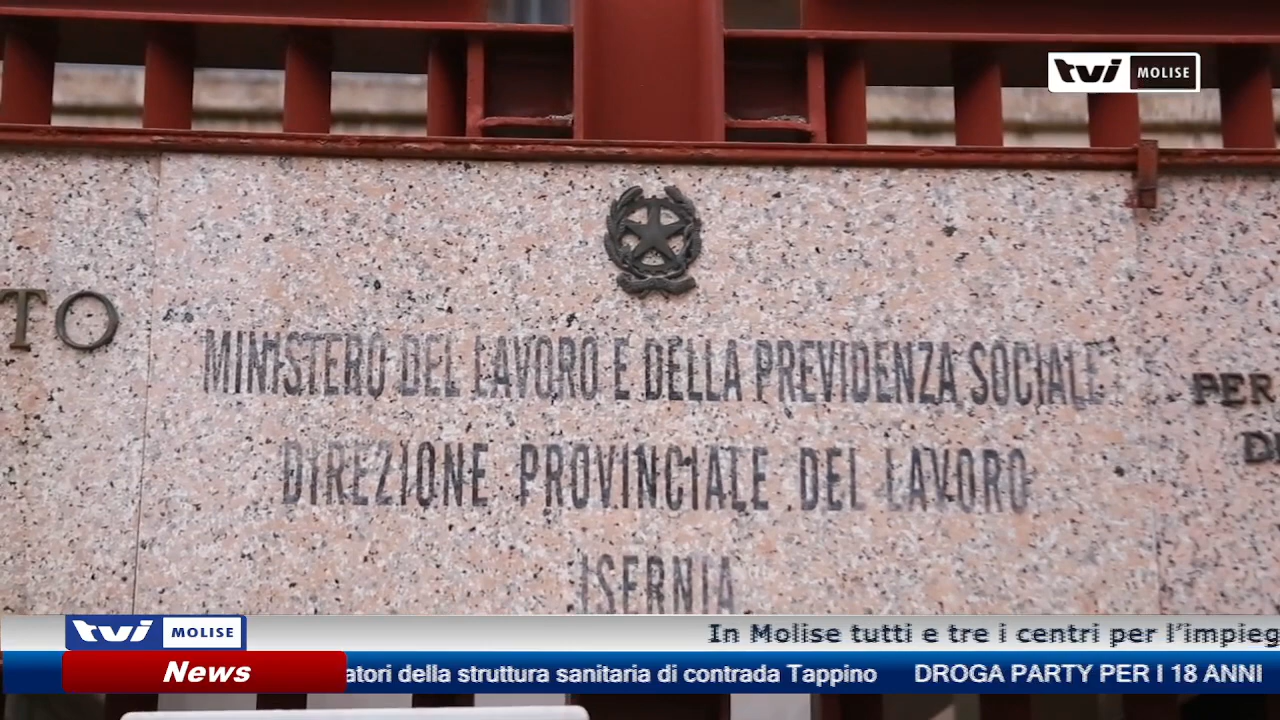 tvi MOLISE
TO
MINISTERO DEL LAVORO E DELLA PREVIDENZA SOCIALE
PER
DIREZIONE PROVINCIALE DEL LAVORO
ISERNIA
tvi MOLISE
In Molise tutti e tre i centri per l'impieg
News
atori della struttura sanitaria di contrada Tappino DROGA PARTY PER I 18 ANNI